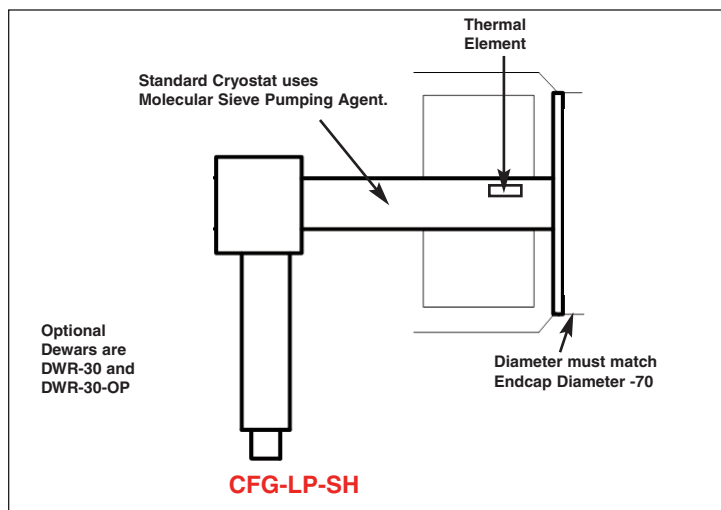 Thermal
Element
Standard Cryostat uses
Molecular Sieve Pumping Agent.
Optional
Dewars are
DWR-30 and
DWR-30-OP
Diameter must match
Endcap Diameter -70
CFG-LP-SH